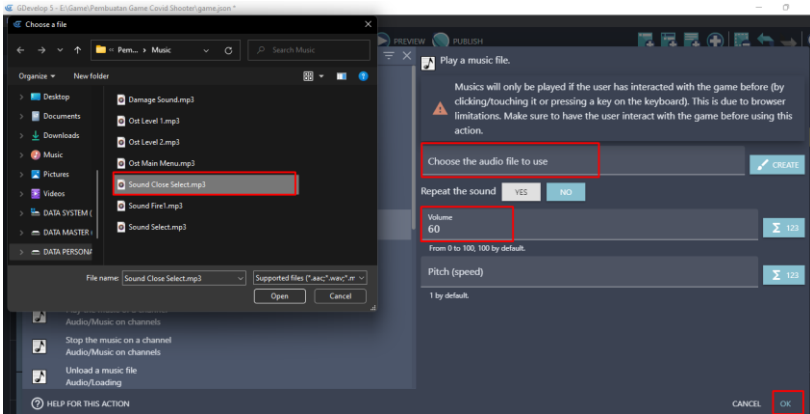 GDevelop 5 - E:\Game\Pembuatan Game Covid Shooter\game.json *
Choose a file
Pem... > Music
Search Music
Organize
New folder
Desktop
Documents
Downloads
Music
Pictures
Videos
DATA SYSTEM (
DATA MASTER (
DATA PERSONA
Damage Sound.mp3
Ost Level 1.mp3
Ost Level 2.mp3
Ost Main Menu.mp3
Sound Close Select.mp3
Sound Fire1.mp3
Sound Select.mp3
File name: Sound Close Select.mp3
Supported files (*.aac;*.wav;*.m
Open
Cancel
PREVIEW
PUBLISH
Play a music file.
Musics will only be played if the user has interacted with the game before (by
clicking/touching it or pressing a key on the keyboard). This is due to browser
limitations. Make sure to have the user interact with the game before using this
action.
Choose the audio file to use
CREATE
Repeat the sound YES NO
Volume
60
Σ 123
From 0 to 100, 100 by default.
Pitch (speed)
Σ 123
1 by default.
Audio/Music on channels
Stop the music on a channel
Audio/Music on channels
Unload a music file
Audio/Loading
HELP FOR THIS ACTION
CANCEL
OK